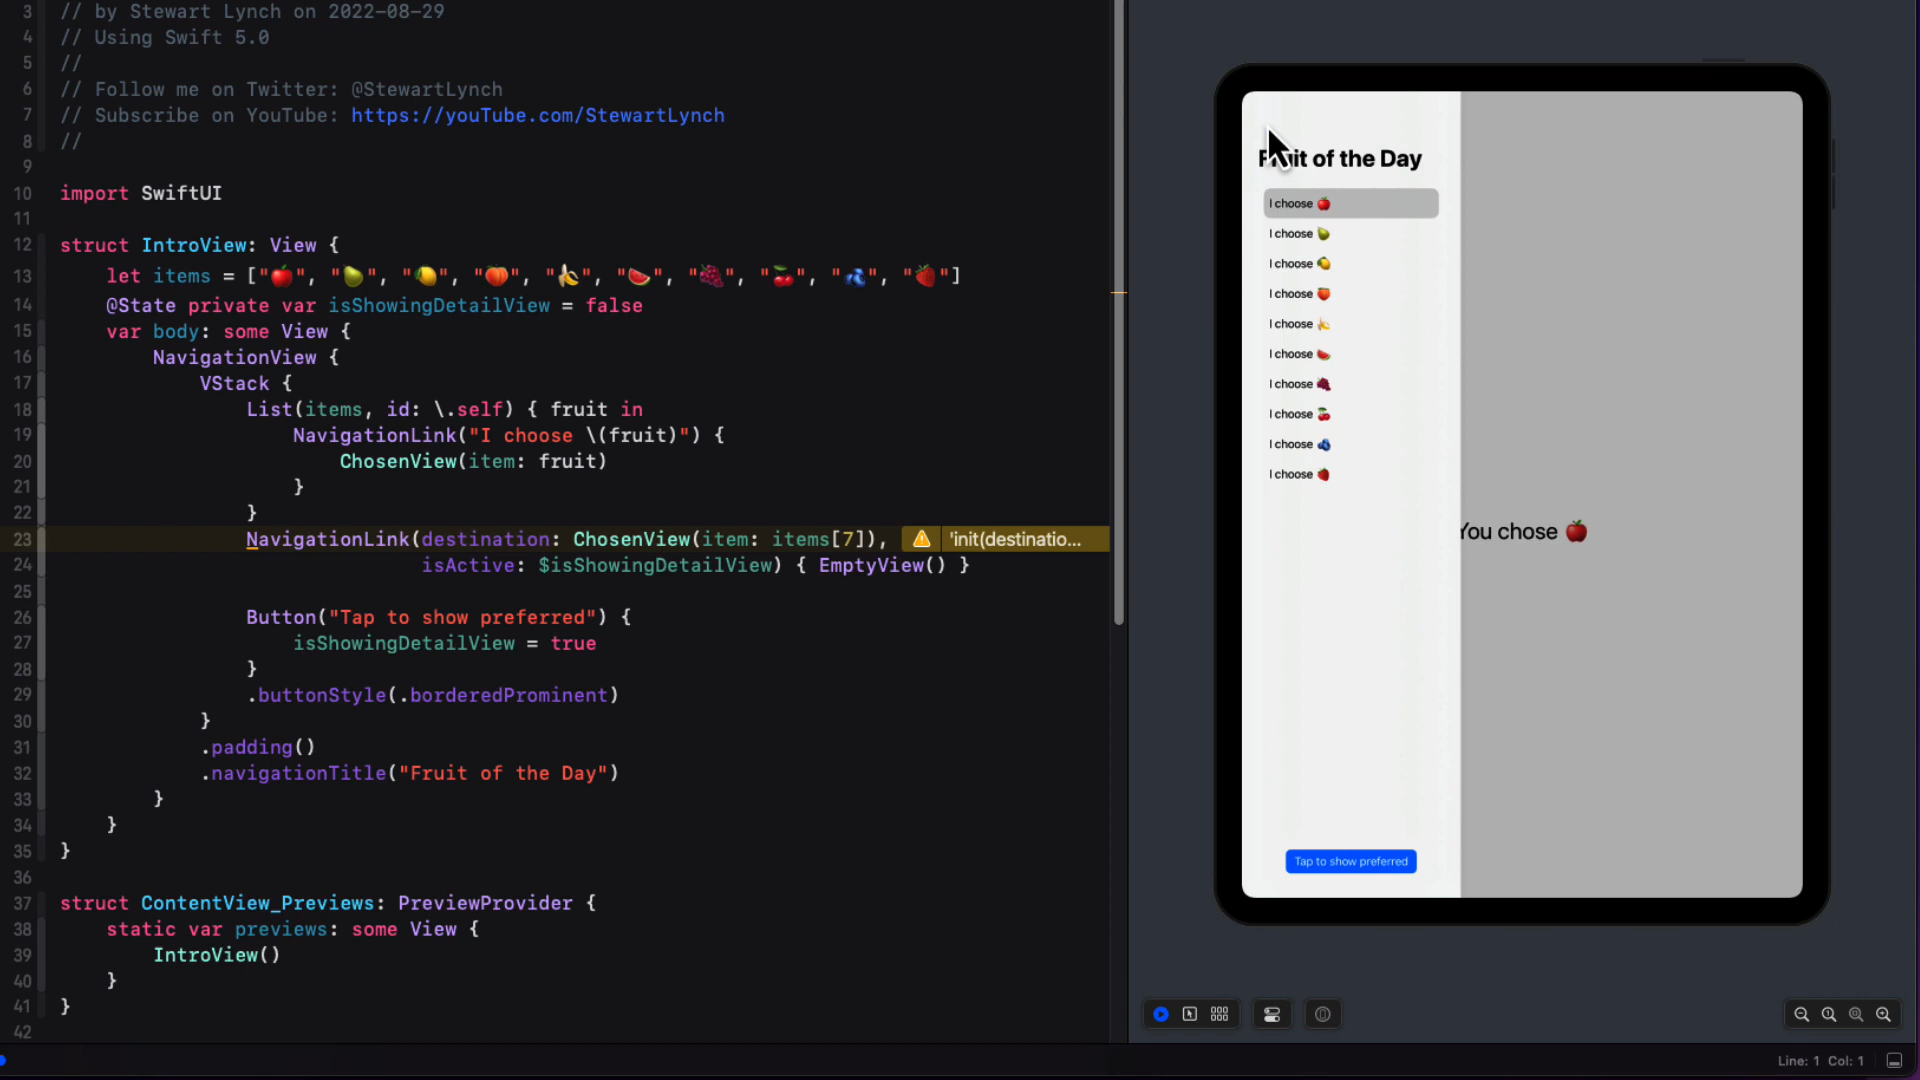 3 // by Stewart Lynch on 2022-08-29
4 // Using Swift 5.0
5 //
6 // Follow me on Twitter: @StewartLynch
7 // Subscribe on YouTube: https://youTube.com/StewartLynch
8 //
9
10 import SwiftUI
11
12 struct IntroView: View {
13 let items = ["🍎", "🍐", "🍋", "🍑", "🍌", "🍉", "🍇", "🍒", "🫐", "🍓"]
14 @State private var isShowingDetailView = false
15 var body: some View {
16 NavigationView {
17 VStack {
18 List(items, id: \.self) { fruit in
19 NavigationLink("I choose \(fruit)") {
20 ChosenView(item: fruit)
21 }
22 }
23 NavigationLink(destination: ChosenView(item: items[7]), 'init(destinatio...
24 isActive: $isShowingDetailView) { EmptyView() }
25
26 Button("Tap to show preferred") {
27 isShowingDetailView = true
28 }
29 .buttonStyle(.borderedProminent)
30 }
31 .padding()
32 .navigationTitle("Fruit of the Day")
33 }
34 }
35 }
36
37 struct ContentView_Previews: PreviewProvider {
38 static var previews: some View {
39 IntroView()
40 }
41 }
42
Fruit of the Day
I choose 🍎
I choose 🍐
I choose 🍋
I choose 🍑
I choose 🍌
I choose 🍉
I choose 🍇
I choose 🍒
I choose 🫐
I choose 🍓
You chose 🍎
Tap to show preferred
Line: 1 Col: 1